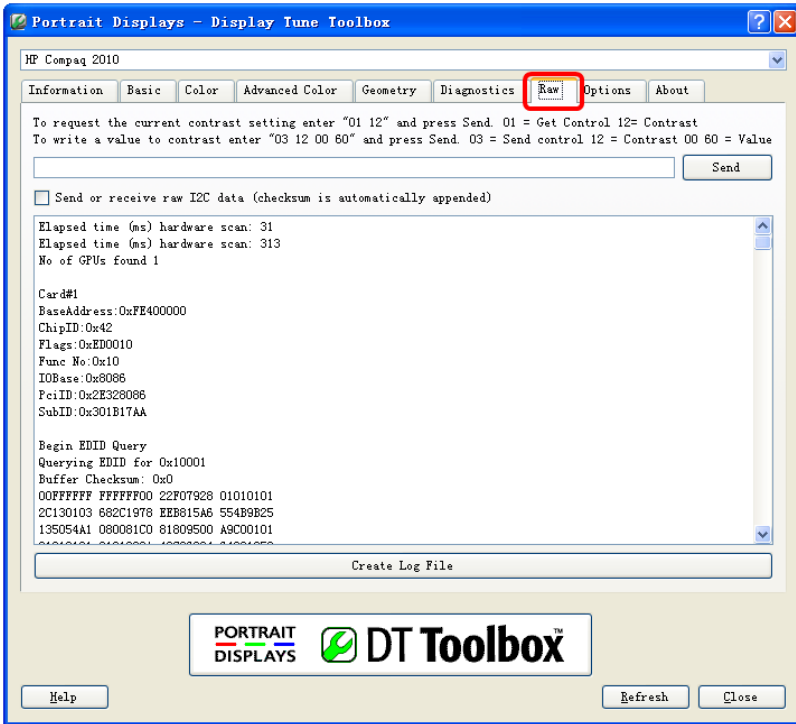 Portrait Displays - Display Tune Toolbox
HP Compaq 2010
Information Basic Color Advanced Color Geometry Diagnostics Raw Options About
To request the current contrast setting enter "01 12" and press Send. 01 = Get Control 12= Contrast
To write a value to contrast enter "03 12 00 60" and press Send. 03 = Send control 12 = Contrast 00 60 = Value
Send
Send or receive raw I2C data (checksum is automatically appended)
Elapsed time (ms) hardware scan: 31
Elapsed time (ms) hardware scan: 313
No of GPUs found 1
Card#1
BaseAddress:0xFE400000
ChipID:0x42
Flags:0xED0010
Func No:0x10
IOBase:0x8086
PciID:0x2E328086
SubID:0x301B17AA
Begin EDID Query
Querying EDID for 0x10001
Buffer Checksum: 0x0
00FFFFFF FFFFFF00 22F07928 01010101
2C130103 682C1978 EEB815A6 554B9B25
135054A1 080081C0 81809500 A9C00101
Create Log File
PORTRAIT
DISPLAYS
DT Toolbox™
Help Refresh Close